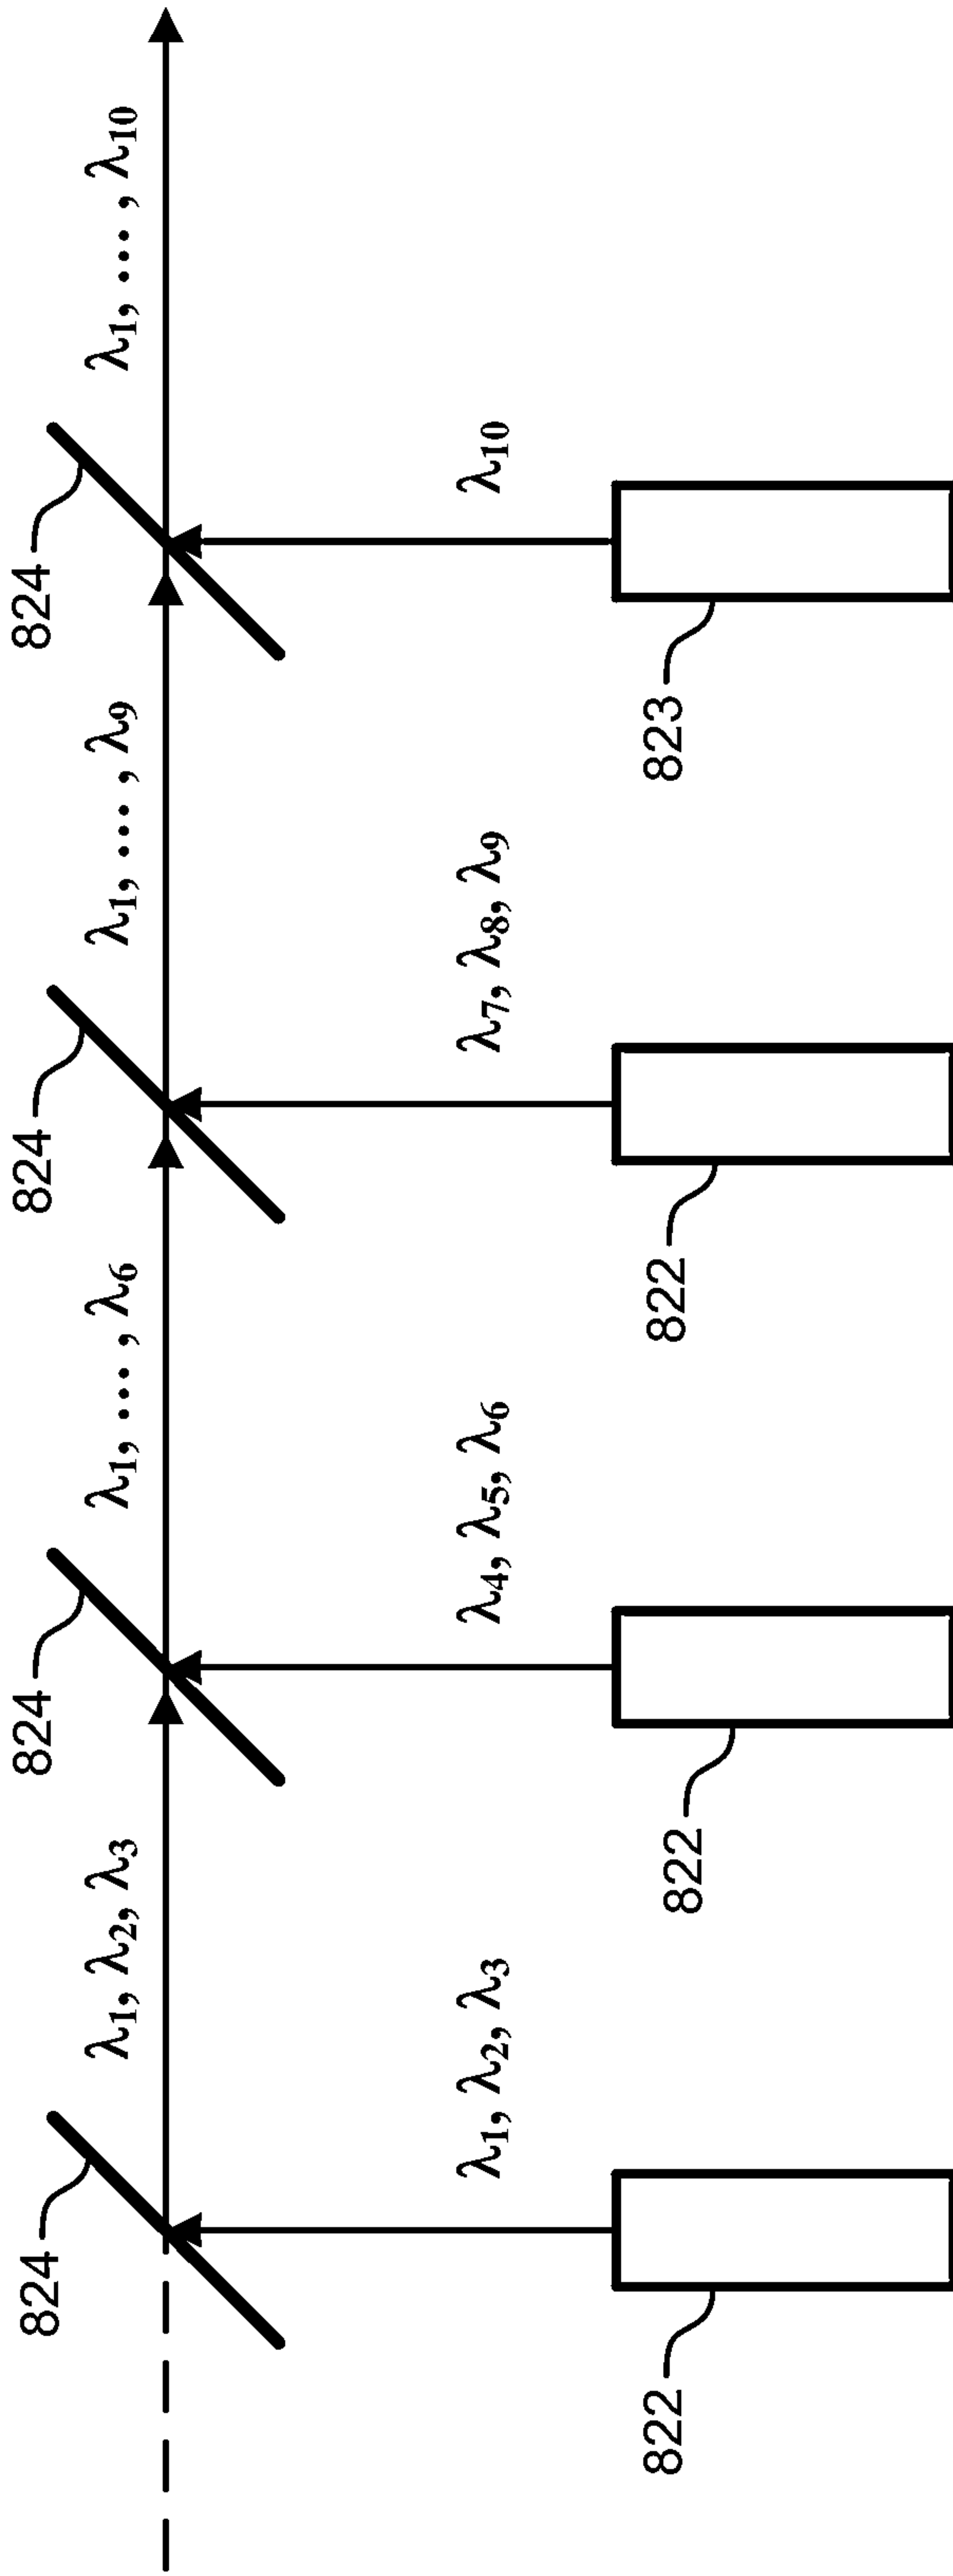 824
824
824
824
λ1, λ2, λ3
λ1, ..., λ6
λ1, ..., λ9
λ1, ..., λ10
λ1, λ2, λ3
λ4, λ5, λ6
λ7, λ8, λ9
λ10
822
822
822
823